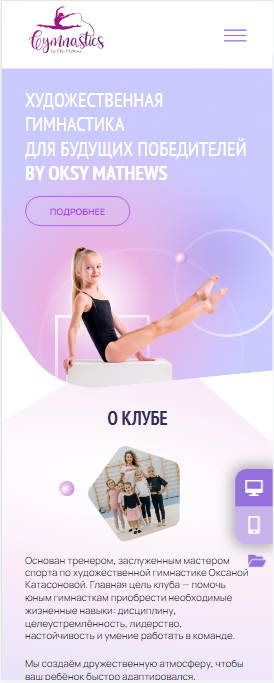 Gymnastics
by Oksy Mathews
ХУДОЖЕСТВЕННАЯ
ГИМНАСТИКА
ДЛЯ БУДУЩИХ ПОБЕДИТЕЛЕЙ
BY OKSY MATHEWS
ПОДРОБНЕЕ
О КЛУБЕ
Основан тренером, заслуженным мастером
спорта по художественной гимнастике Оксаной
Катасоновой. Главная цель клуба — помочь
юным гимнасткам приобрести необходимые
жизненные навыки: дисциплину,
целеустремлённость, лидерство,
настойчивость и умение работать в команде.
Мы создаём дружественную атмосферу, чтобы
ваш ребёнок быстро адаптировался,